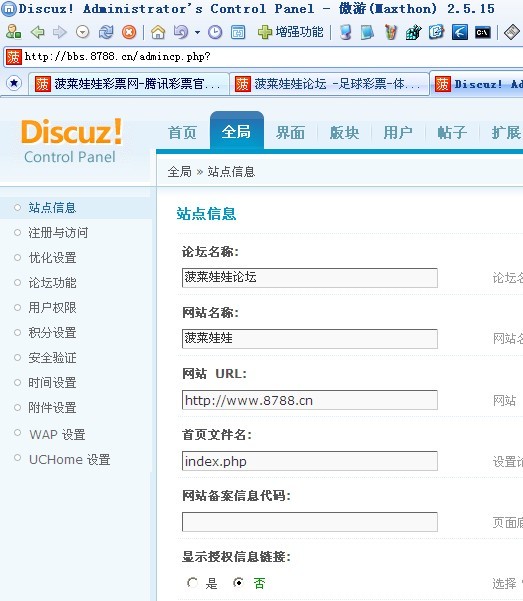 Discuz! Administrator's Control Panel - 傲游(Maxthon) 2.5.15
增强功能
http://bbs.8788.cn/admincp.php?
菠菜娃娃彩票网-腾讯彩票官... 菠菜娃娃论坛 -足球彩票-体... Discuz! Ad
Discuz!
Control Panel
首页 全局 界面 版块 用户 帖子 扩展
全局 » 站点信息
站点信息
注册与访问
优化设置
论坛功能
用户权限
积分设置
安全验证
时间设置
附件设置
WAP 设置
UCHome 设置
站点信息
论坛名称:
菠菜娃娃论坛 论坛名
网站名称:
菠菜娃娃 网站名
网站 URL:
http://www.8788.cn 网站
首页文件名:
index.php 设置论
网站备案信息代码:
页面底
显示授权信息链接:
是 否 选择